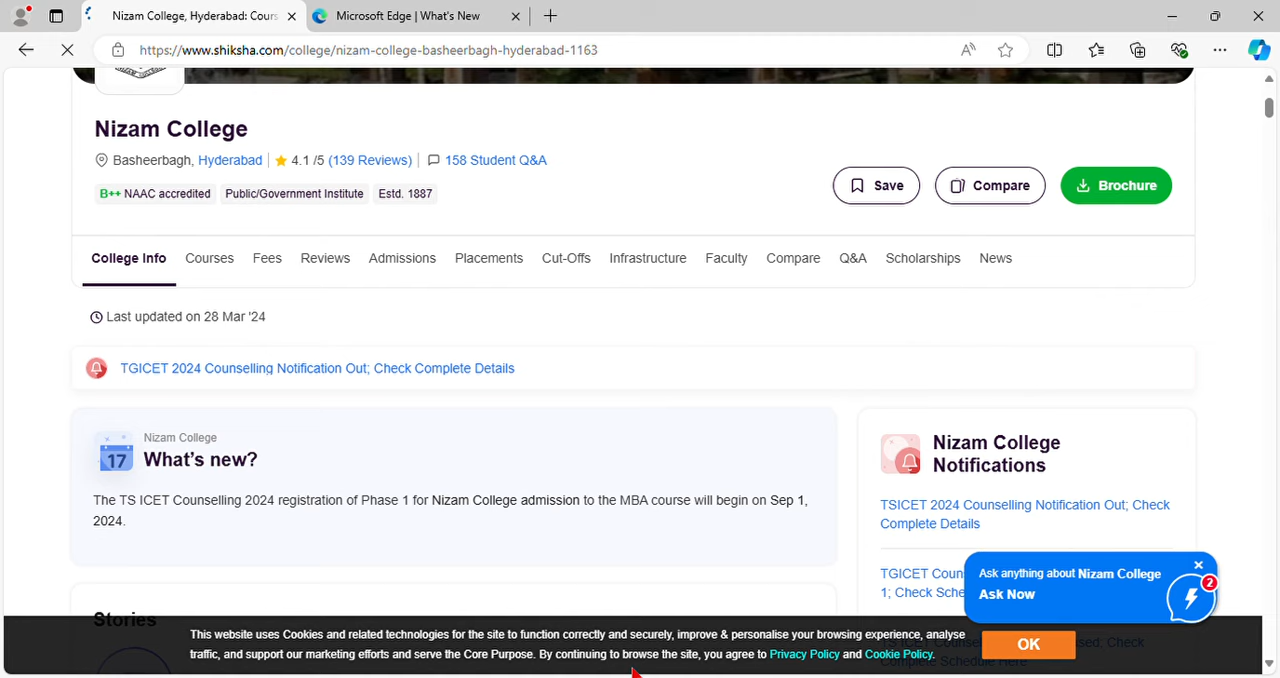 Nizam College, Hyderabad: Cours
Microsoft Edge | What's New
https://www.shiksha.com/college/nizam-college-basheerbagh-hyderabad-1163
Nizam College
Basheerbagh, Hyderabad 4.1 /5 (139 Reviews) 158 Student Q&A
B++ NAAC accredited Public/Government Institute Estd. 1887
Save Compare Brochure
College Info Courses Fees Reviews Admissions Placements Cut-Offs Infrastructure Faculty Compare Q&A Scholarships News
Last updated on 28 Mar '24
TGICET 2024 Counselling Notification Out; Check Complete Details
17
Nizam College
What's new?
The TS ICET Counselling 2024 registration of Phase 1 for Nizam College admission to the MBA course will begin on Sep 1,
2024.
Nizam College
Notifications
TSICET 2024 Counselling Notification Out; Check
Complete Details
TGICET Coun
1; Check Sche
Ask anything about Nizam College
Ask Now
2
Stories
This website uses Cookies and related technologies for the site to function correctly and securely, improve & personalise your browsing experience, analyse
traffic, and support our marketing efforts and serve the Core Purpose. By continuing to browse the site, you agree to Privacy Policy and Cookie Policy.
OK